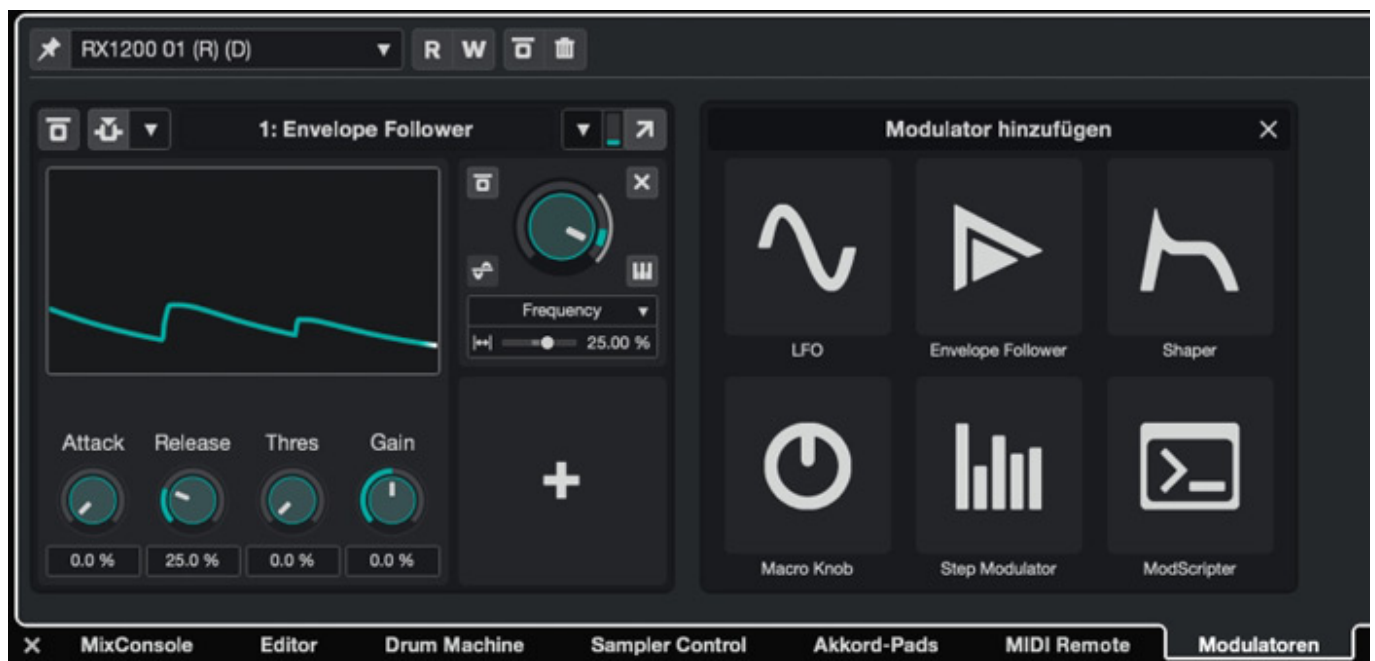 RX1200 01 (R) (D)
R W
1: Envelope Follower
Modulator hinzufügen
Frequency
25.00 %
LFO
Envelope Follower
Shaper
Attack
Release
Thres
Gain
0.0 %
25.0 %
0.0 %
0.0 %
Macro Knob
Step Modulator
ModScripter
MixConsole
Editor
Drum Machine
Sampler Control
Akkord-Pads
MIDI Remote
Modulatoren